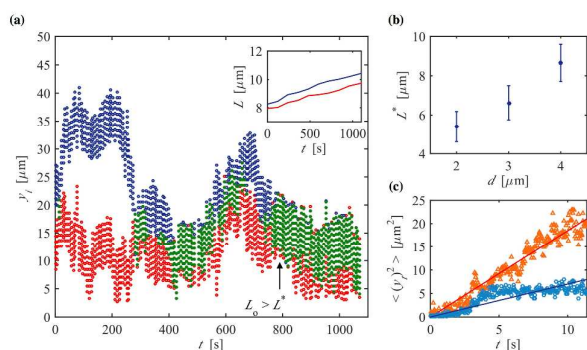 (a)
50
45
40
35
30
25
20
15
10
5
0
y_i [μm]
0 200 400 600 800 1000
t [s]
L_o > L*
12
10
8
6
L [μm]
0 500 1000
t [s]
(b)
10
8
6
4
L* [μm]
2 3 4
d [μm]
(c)
25
20
15
10
5
0
< (y_i)² > [μm²]
0 5 10
t [s]